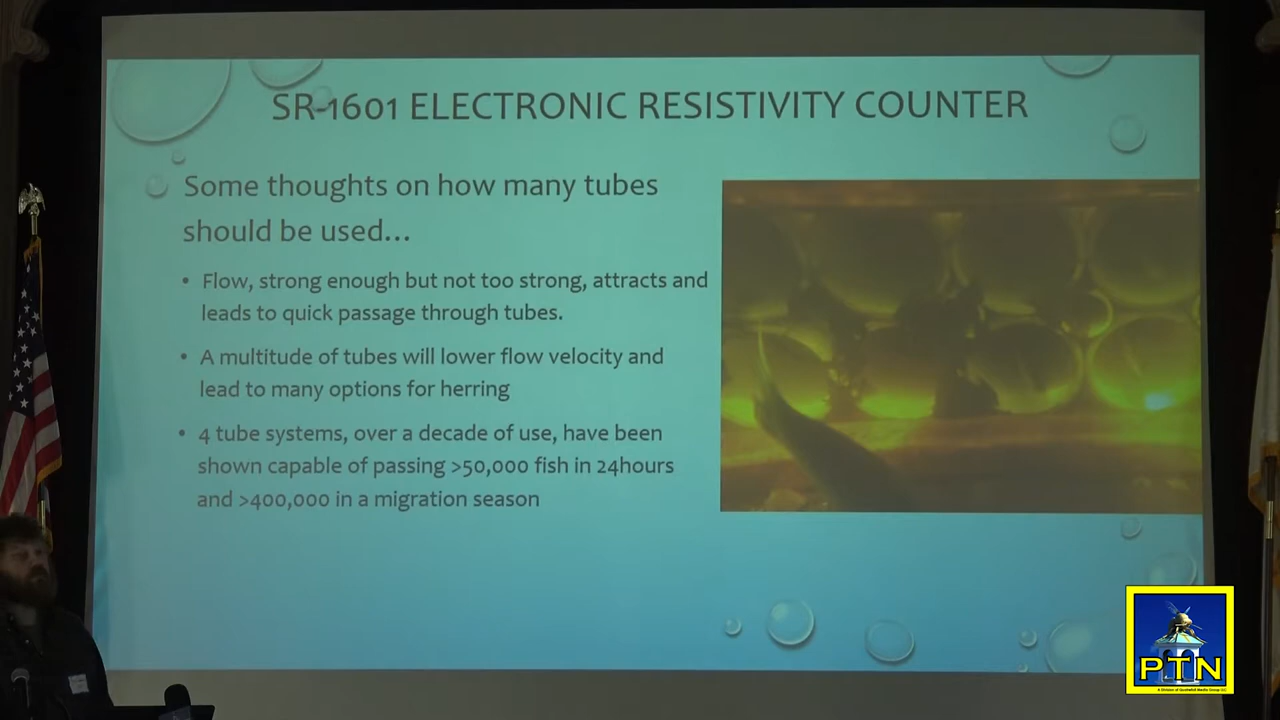 SR-1601 ELECTRONIC RESISTIVITY COUNTER
Some thoughts on how many tubes
should be used...
• Flow, strong enough but not too strong, attracts and
leads to quick passage through tubes.
• A multitude of tubes will lower flow velocity and
lead to many options for herring
• 4 tube systems, over a decade of use, have been
shown capable of passing >50,000 fish in 24hours
and >400,000 in a migration season
PTN